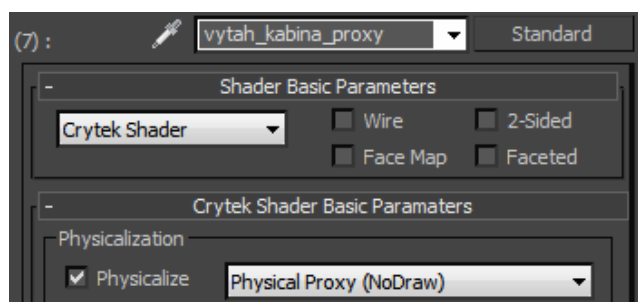 (7) : vytah_kabina_proxy Standard
- Shader Basic Parameters
Crytek Shader Wire 2-Sided
Face Map Faceted
- Crytek Shader Basic Paramaters
Physicalization
Physicalize Physical Proxy (NoDraw)